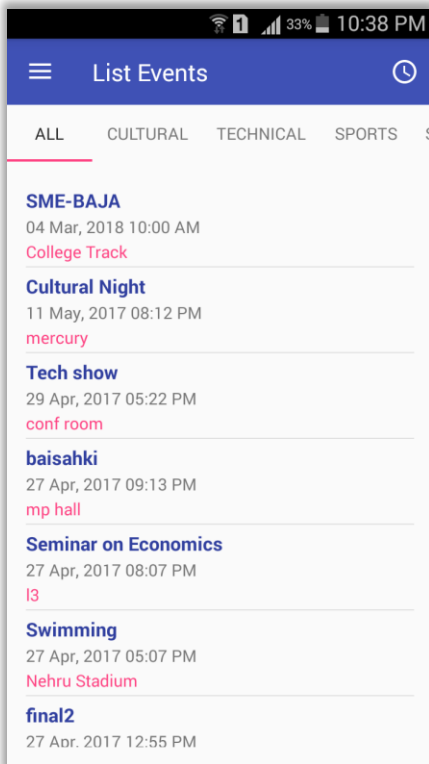 1 33% 10:38 PM
List Events
ALL CULTURAL TECHNICAL SPORTS
SME-BAJA
04 Mar, 2018 10:00 AM
College Track
Cultural Night
11 May, 2017 08:12 PM
mercury
Tech show
29 Apr, 2017 05:22 PM
conf room
baisahki
27 Apr, 2017 09:13 PM
mp hall
Seminar on Economics
27 Apr, 2017 08:07 PM
l3
Swimming
27 Apr, 2017 05:07 PM
Nehru Stadium
final2
27 Apr, 2017 12:55 PM